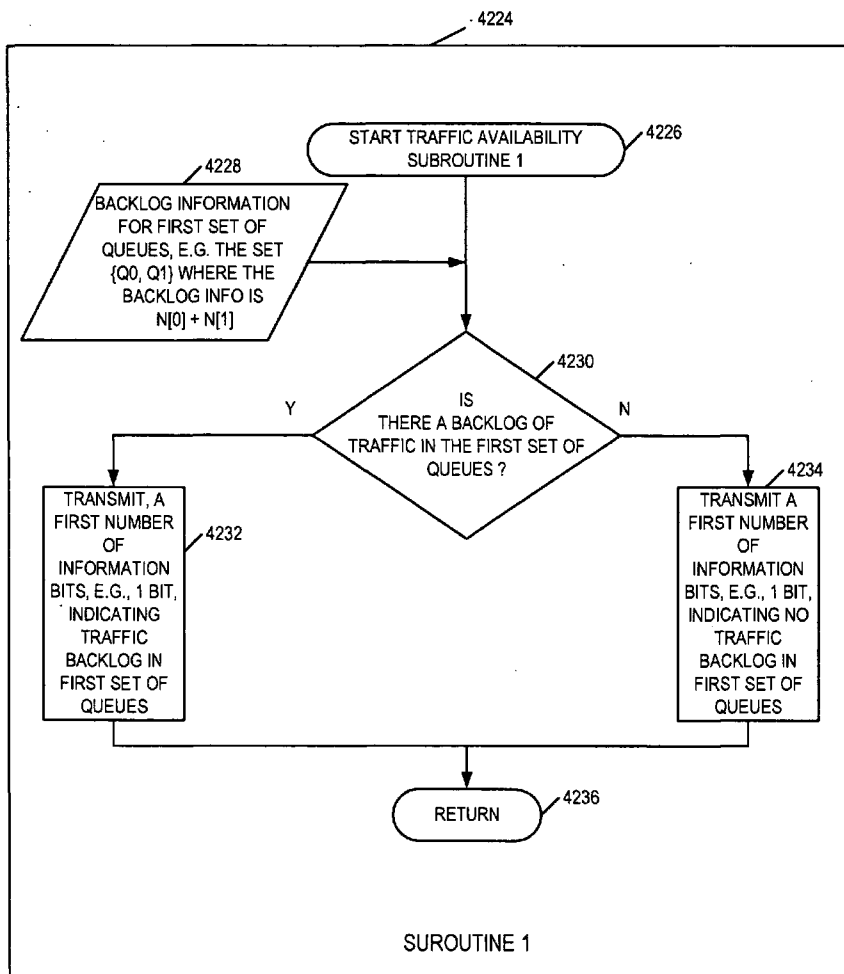 4224
START TRAFFIC AVAILABILITY
SUBROUTINE 1
4226
4228
BACKLOG INFORMATION
FOR FIRST SET OF
QUEUES, E.G. THE SET
{Q0, Q1} WHERE THE
BACKLOG INFO IS
N[0] + N[1]
4230
IS
THERE A BACKLOG OF
TRAFFIC IN THE FIRST SET OF
QUEUES ?
Y
N
4232
TRANSMIT, A
FIRST NUMBER
OF
INFORMATION
BITS, E.G., 1 BIT,
INDICATING
TRAFFIC
BACKLOG IN
FIRST SET OF
QUEUES
4234
TRANSMIT A
FIRST NUMBER
OF
INFORMATION
BITS, E.G., 1 BIT,
INDICATING NO
TRAFFIC
BACKLOG IN
FIRST SET OF
QUEUES
RETURN
4236
SUROUTINE 1